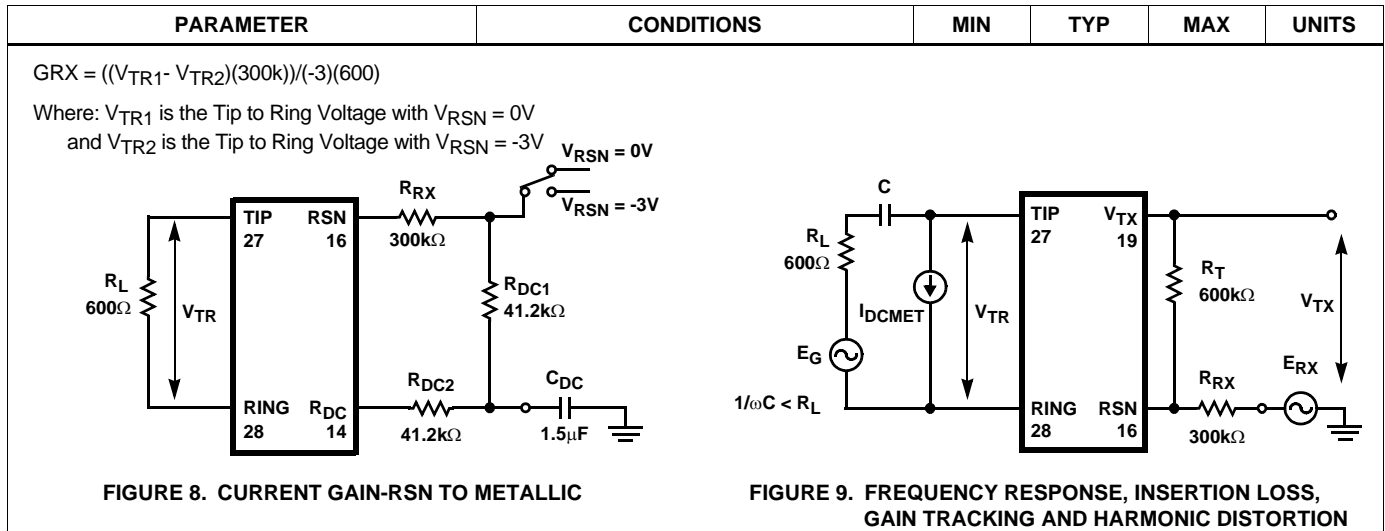 PARAMETER CONDITIONS MIN TYP MAX UNITS
GRX = ((VTR1- VTR2)(300k))/(-3)(600)
Where: VTR1 is the Tip to Ring Voltage with VRSN = 0V
and VTR2 is the Tip to Ring Voltage with VRSN = -3V
VRSN = 0V
VRSN = -3V
RRX
300kΩ
TIP
27
RSN
16
RL
600Ω
VTR
RDC1
41.2kΩ
RING
28
RDC
14
RDC2
41.2kΩ
CDC
1.5µF
FIGURE 8. CURRENT GAIN-RSN TO METALLIC
C
RL
600Ω
IDCMET
VTR
EG
1/ωC < RL
TIP
27
VTX
19
RT
600kΩ
VTX
ERX
RRX
300kΩ
RING
28
RSN
16
FIGURE 9. FREQUENCY RESPONSE, INSERTION LOSS,
GAIN TRACKING AND HARMONIC DISTORTION